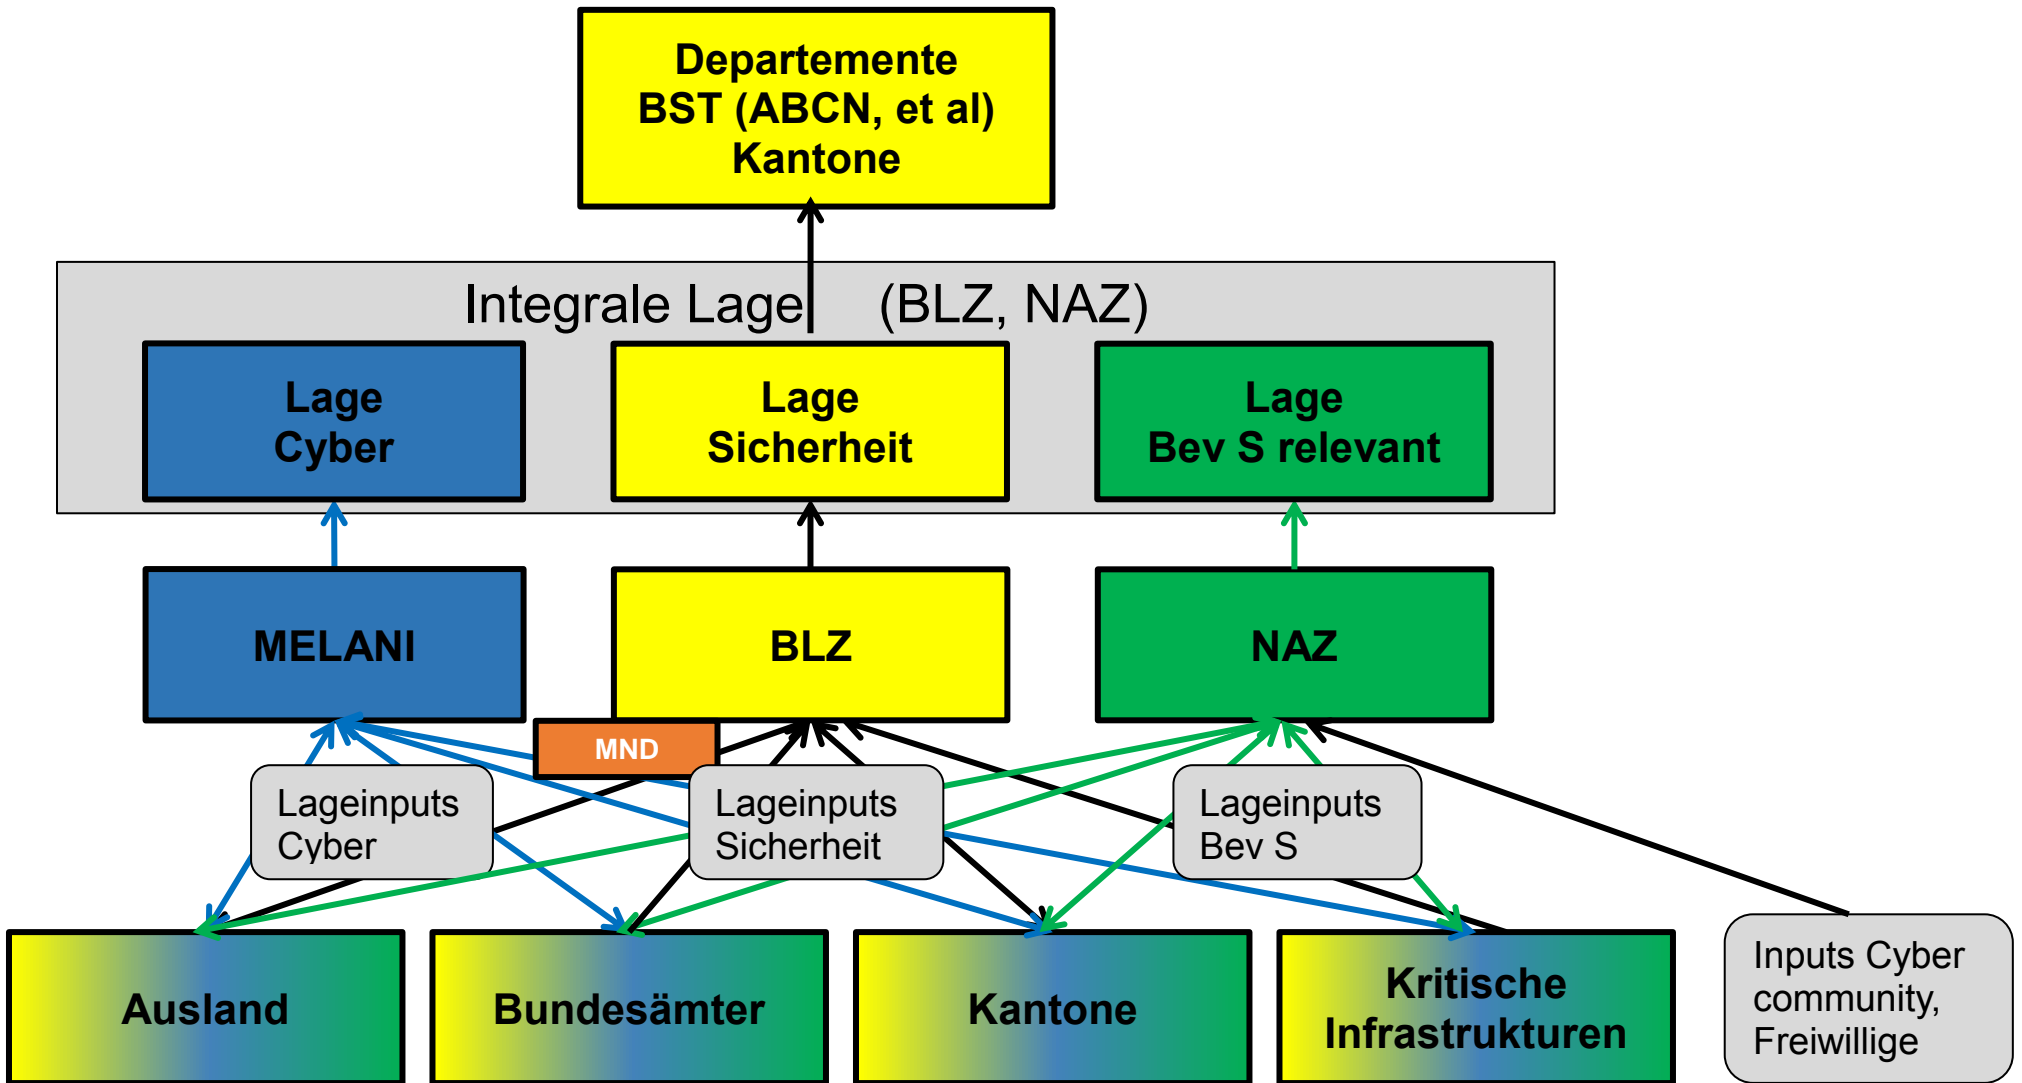 Departemente
BST (ABCN, et al)
Kantone
Integrale Lage (BLZ, NAZ)
Lage
Cyber
Lage
Sicherheit
Lage
Bev S relevant
MELANI
BLZ
NAZ
MND
Lageinputs
Cyber
Lageinputs
Sicherheit
Lageinputs
Bev S
Ausland
Bundesämter
Kantone
Kritische
Infrastrukturen
Inputs Cyber
community,
Freiwillige